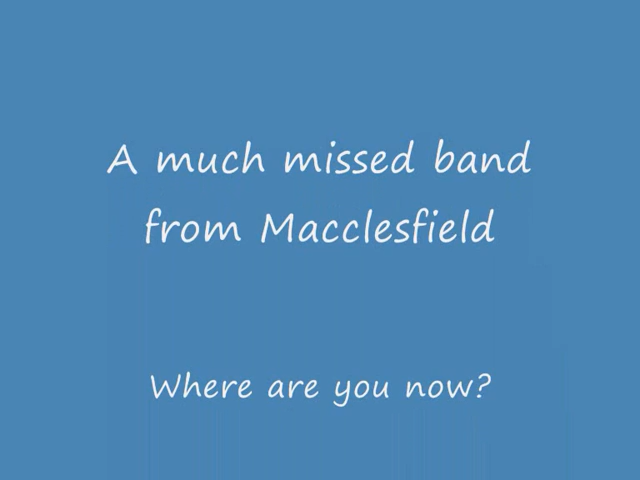 A much missed band
from Macclesfield
Where are you now?